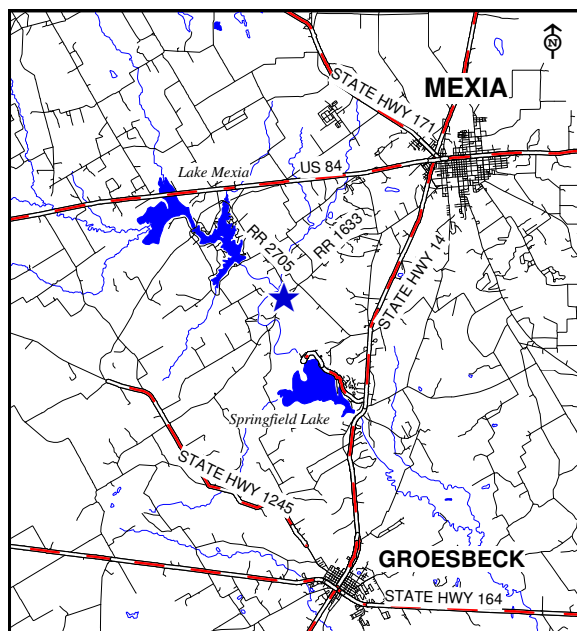 N
STATE HWY 171
MEXIA
Lake Mexia
US 84
RR 2705
RR 1633
STATE HWY 14
Springfield Lake
STATE HWY 1245
GROESBECK
STATE HWY 164